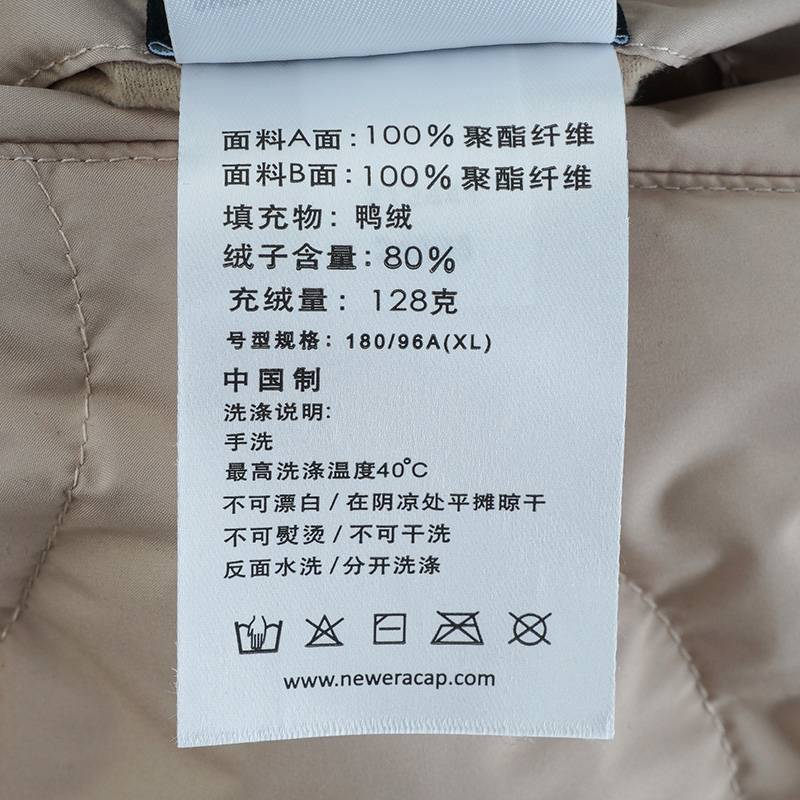 面料A面：100% 聚酯纤维
面料B面：100% 聚酯纤维
填充物：鸭绒
绒子含量：80%
充绒量：128克
号型规格：180/96A(XL)
中国制
洗涤说明:
手洗
最高洗涤温度40°C
不可漂白/在阴凉处平摊晾干
不可熨烫/不可干洗
反面水洗/分开洗涤
www.neweracap.com